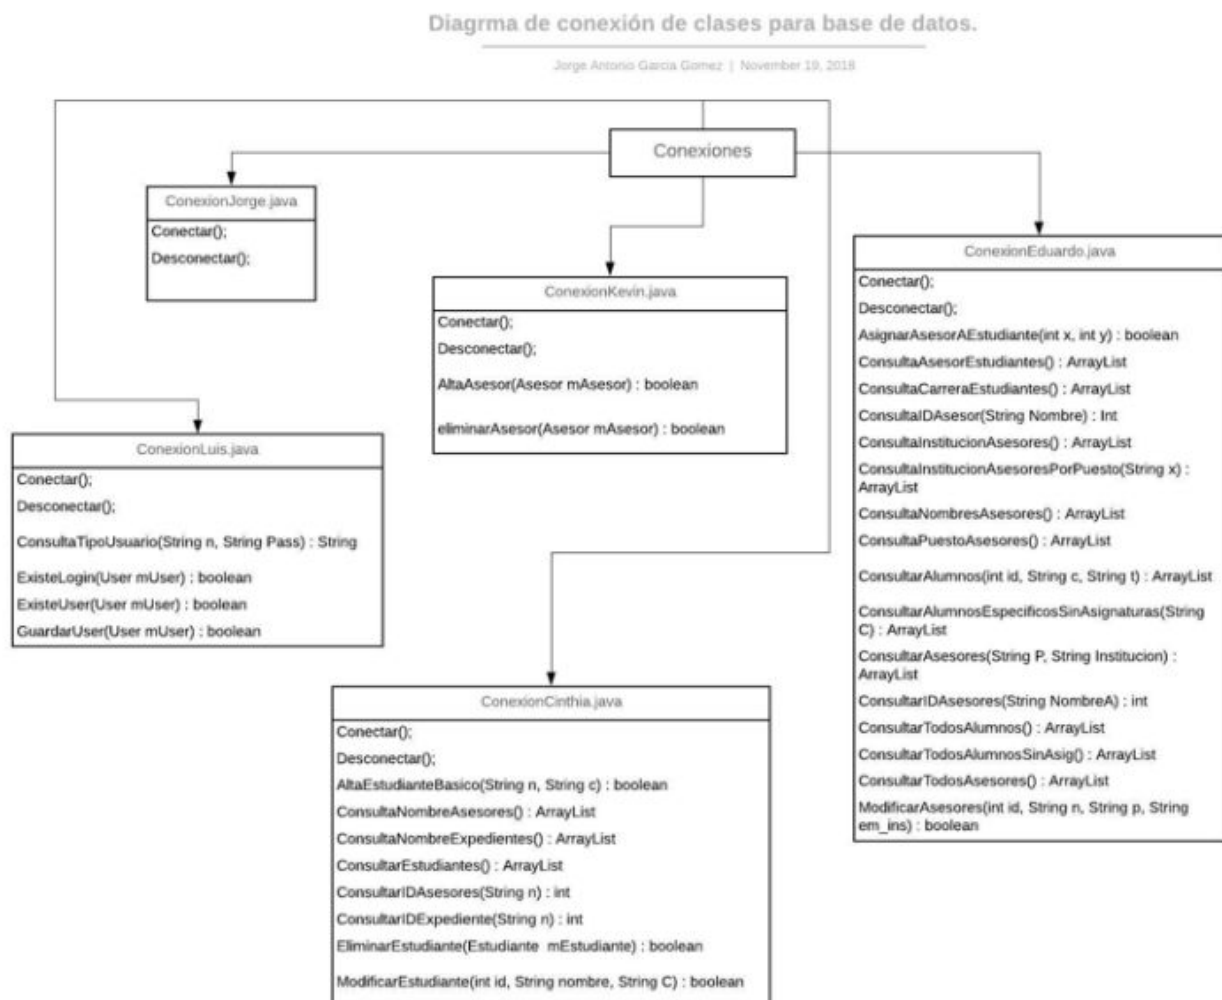 Diagrma de conexión de clases para base de datos.
Jorge Antonio Garcia Gomez | November 19, 2018
Conexiones
ConexionJorge.java
Conectar();
Desconectar();
ConexionKevin.java
Conectar();
Desconectar();
AltaAsesor(Asesor mAsesor) : boolean
eliminarAsesor(Asesor mAsesor) : boolean
ConexionEduardo.java
Conectar();
Desconectar();
AsignarAsesorAEstudiante(int x, int y) : boolean
ConsultaAsesorEstudiantes() : ArrayList
ConsultaCarreraEstudiantes() : ArrayList
ConsultaIDAsesor(String Nombre) : Int
ConsultaInstitucionAsesores() : ArrayList
ConsultaInstitucionAsesoresPorPuesto(String x) :
ArrayList
ConsultaNombresAsesores() : ArrayList
ConsultaPuestoAsesores() : ArrayList
ConsultarAlumnos(int id, String c, String t) : ArrayList
ConsultarAlumnosEspecificosSinAsignaturas(String
C) : ArrayList
ConsultarAsesores(String P, String Institucion) :
ArrayList
ConsultarIDAsesores(String NombreA) : int
ConsultarTodosAlumnos() : ArrayList
ConsultarTodosAlumnosSinAsig() : ArrayList
ConsultarTodosAsesores() : ArrayList
ModificarAsesores(int id, String n, String p, String
em_ins) : boolean
ConexionLuis.java
Conectar();
Desconectar();
ConsultaTipoUsuario(String n, String Pass) : String
ExisteLogin(User mUser) : boolean
ExisteUser(User mUser) : boolean
GuardarUser(User mUser) : boolean
ConexionCinthia.java
Conectar();
Desconectar();
AltaEstudianteBasico(String n, String c) : boolean
ConsultaNombreAsesores() : ArrayList
ConsultaNombreExpedientes() : ArrayList
ConsultarEstudiantes() : ArrayList
ConsultarIDAsesores(String n) : int
ConsultarIDExpediente(String n) : int
EliminarEstudiante(Estudiante mEstudiante) : boolean
ModificarEstudiante(int id, String nombre, String C) : boolean